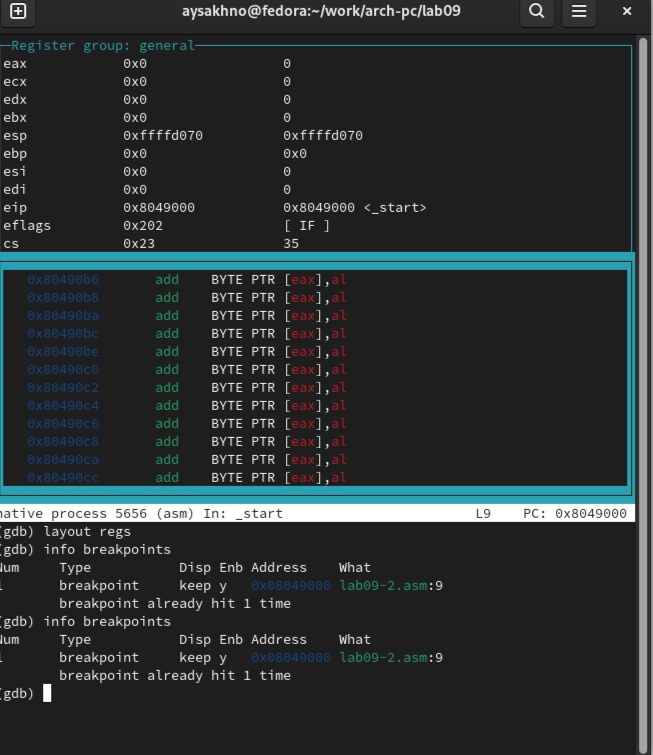 aysakhno@fedora:~/work/arch-pc/lab09
Register group: general
eax 0x0 0
ecx 0x0 0
edx 0x0 0
ebx 0x0 0
esp 0xffffd070 0xffffd070
ebp 0x0 0x0
esi 0x0 0
edi 0x0 0
eip 0x8049000 0x8049000 <_start>
eflags 0x202 [ IF ]
cs 0x23 35
0x80490b6 add BYTE PTR [eax],al
0x80490b8 add BYTE PTR [eax],al
0x80490ba add BYTE PTR [eax],al
0x80490bc add BYTE PTR [eax],al
0x80490be add BYTE PTR [eax],al
0x80490c0 add BYTE PTR [eax],al
0x80490c2 add BYTE PTR [eax],al
0x80490c4 add BYTE PTR [eax],al
0x80490c6 add BYTE PTR [eax],al
0x80490c8 add BYTE PTR [eax],al
0x80490ca add BYTE PTR [eax],al
0x80490cc add BYTE PTR [eax],al
native process 5656 (asm) In: _start L9 PC: 0x8049000
(gdb) layout regs
(gdb) info breakpoints
Num Type Disp Enb Address What
1 breakpoint keep y 0x08049000 lab09-2.asm:9
breakpoint already hit 1 time
(gdb) info breakpoints
Num Type Disp Enb Address What
1 breakpoint keep y 0x08049000 lab09-2.asm:9
breakpoint already hit 1 time
(gdb)